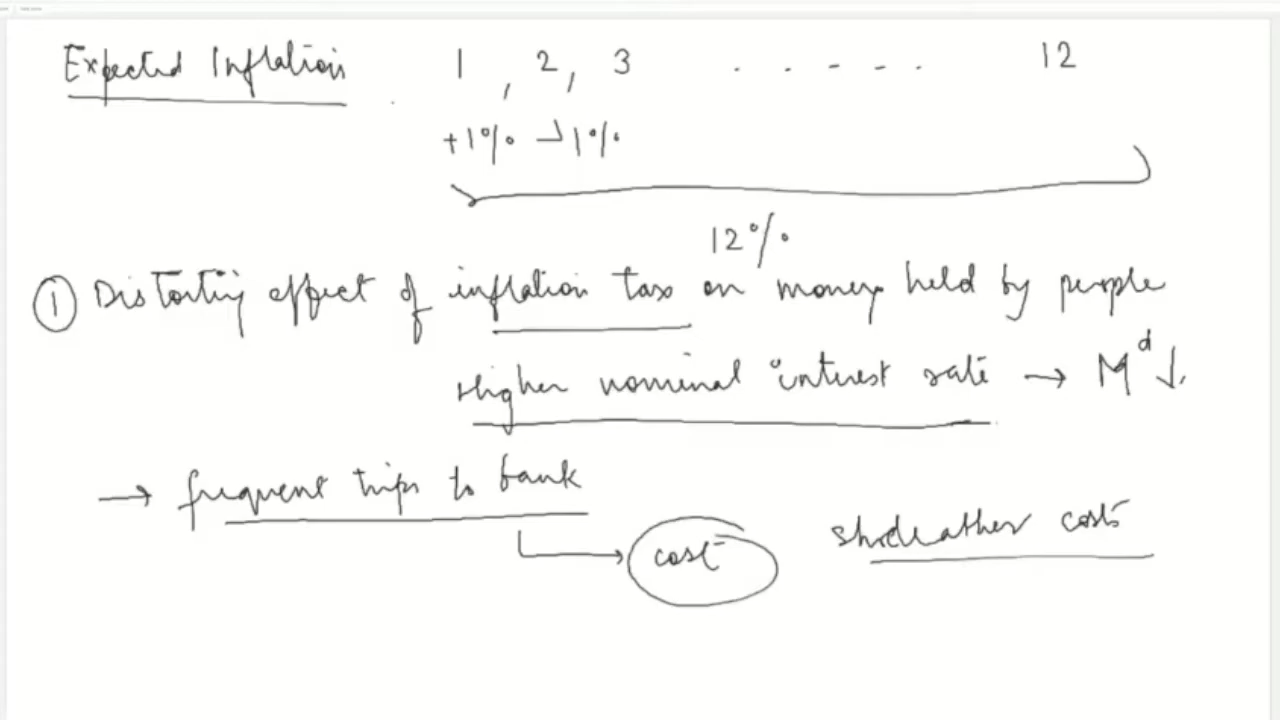 Expected Inflation 1 , 2 , 3 . . - - - . 12
+1% → 1%
12%
① Distorting effect of inflation tax on money held by people
Higher nominal interest rate → M^d ↓.
→ frequent trips to bank
cost shoeleather costs